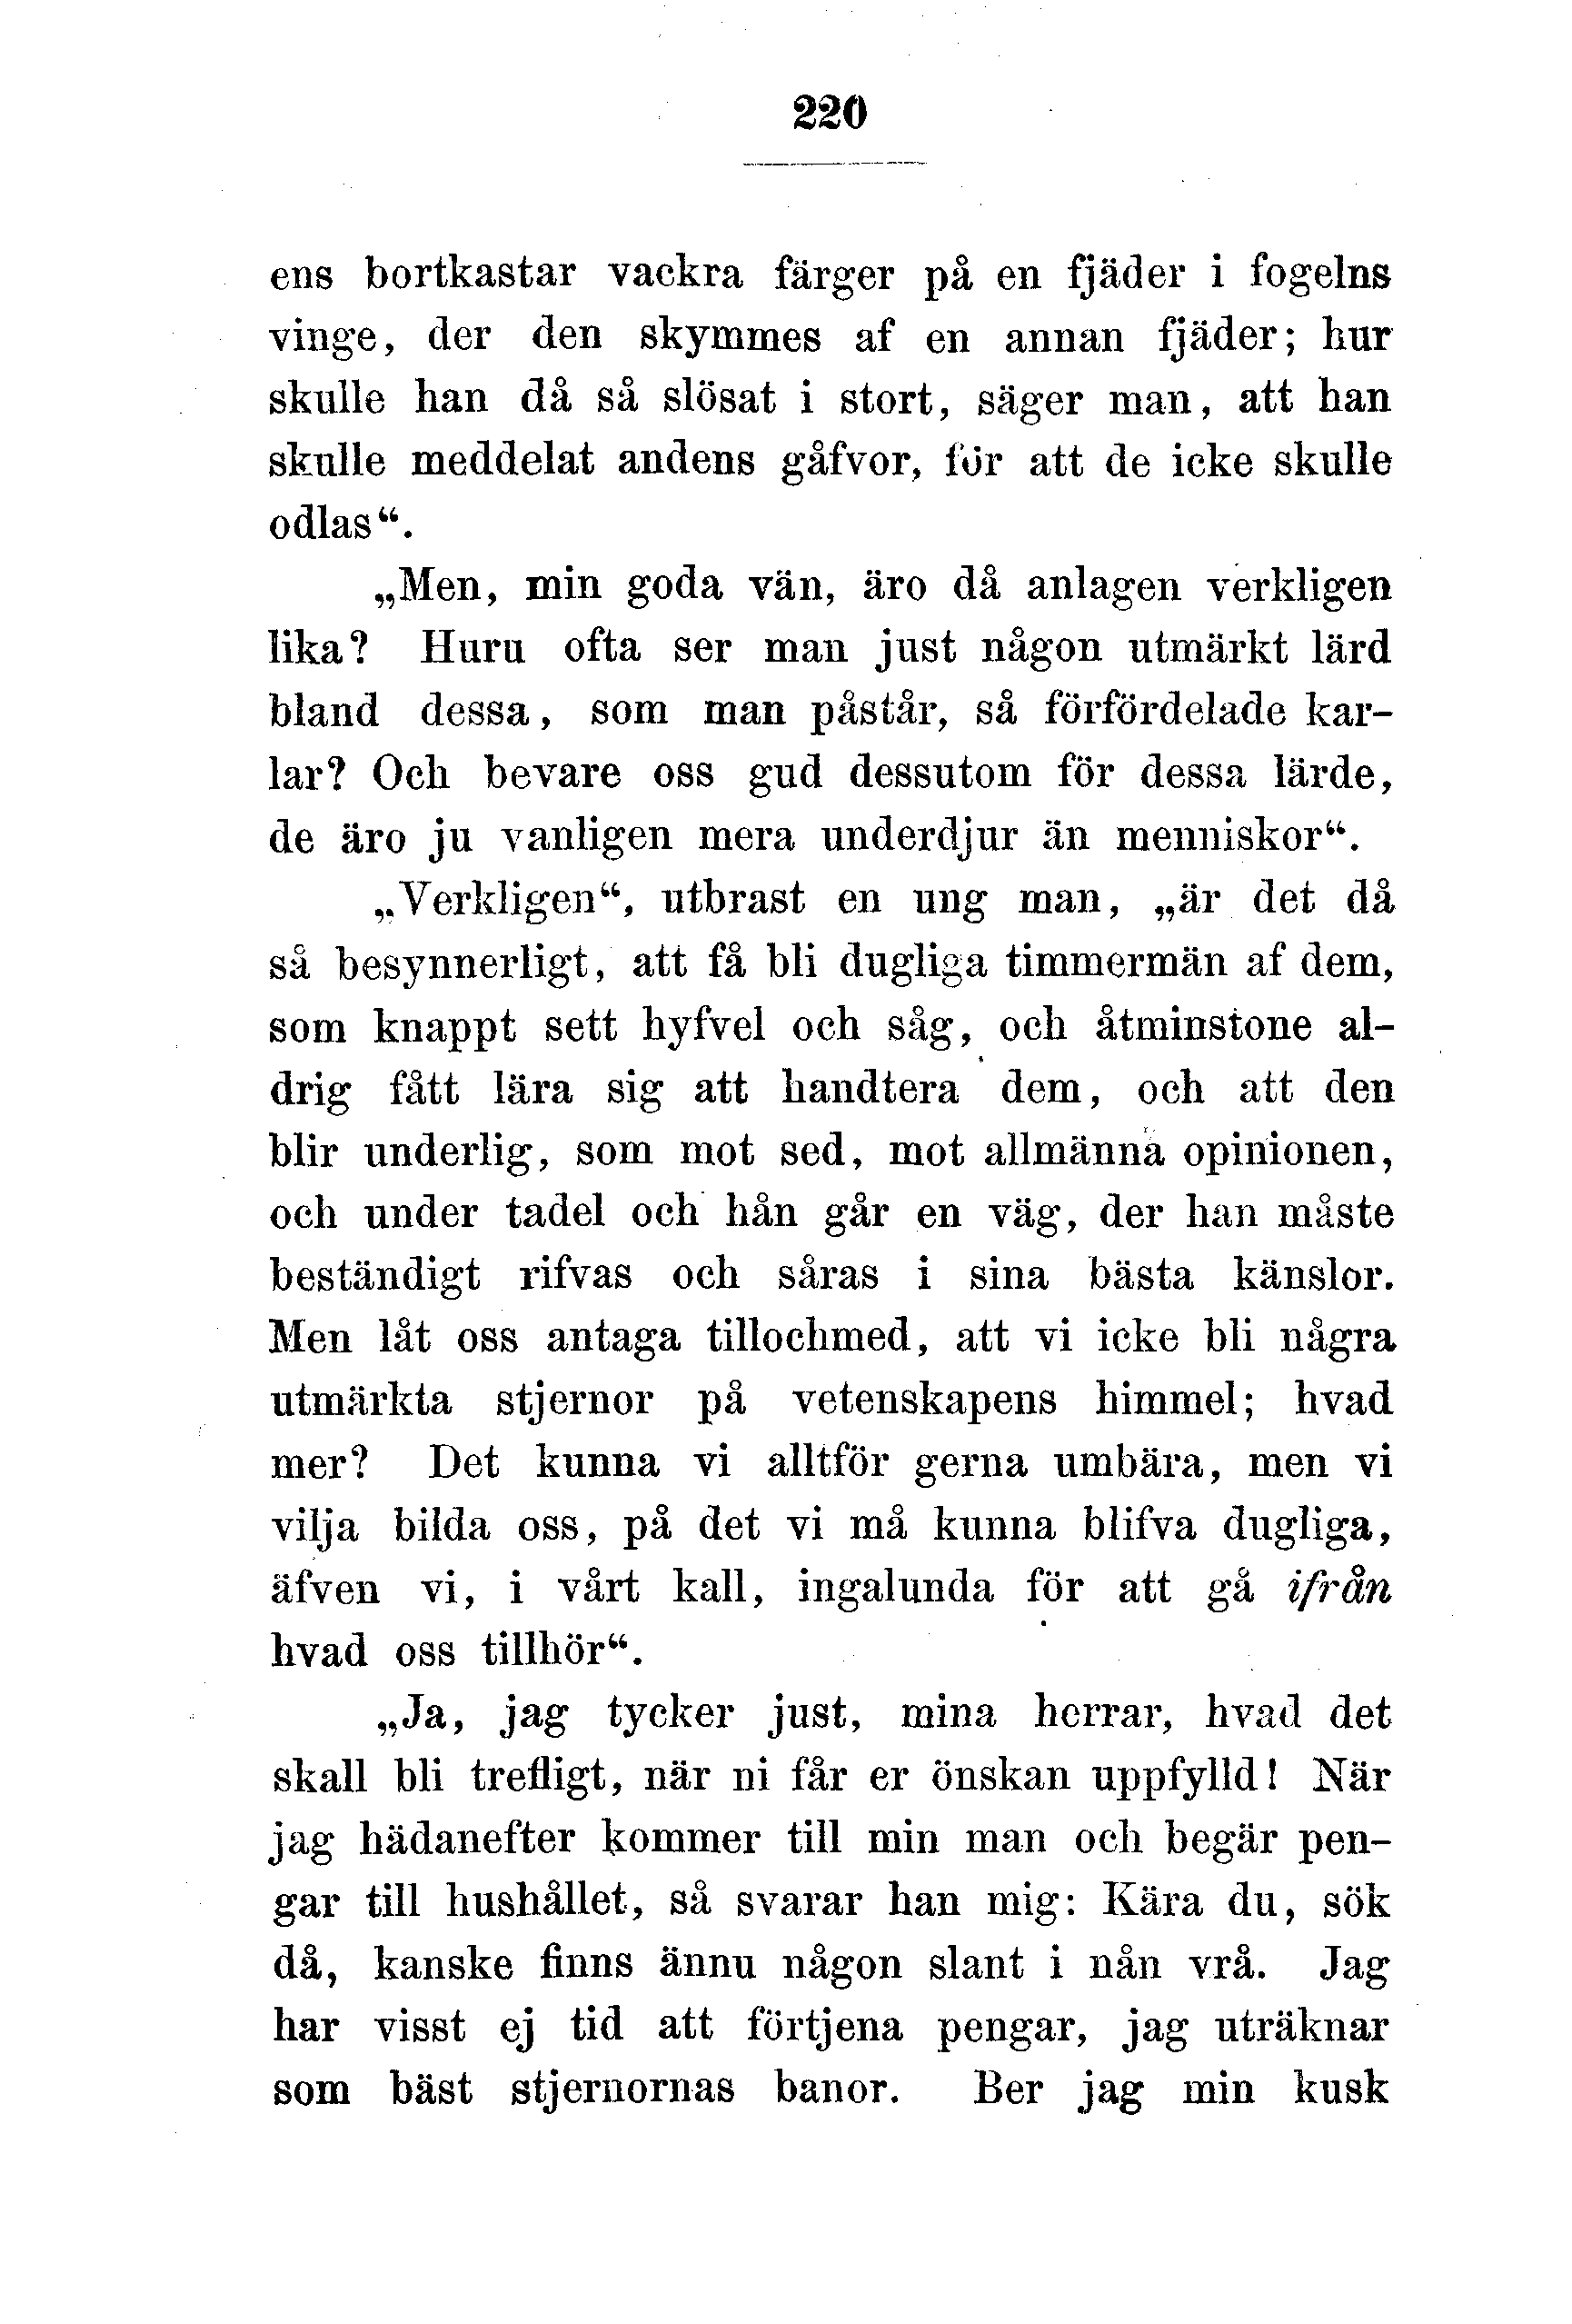 220
ens bortkastar vackra färger på en fjäder i fogelns
vinge, der den skymmes af en annan fjäder; hur
skulle han då så slösat i stort, säger man, att han
skulle meddelat andens gåfvor, för att de icke skulle
odlas“.
„Men, min goda vän, äro då anlagen verkligen
lika? Huru ofta ser man just någon utmärkt lärd
bland dessa, som man påstår, så förfördelade kar-
lar? Och bevare oss gud dessutom för dessa lärde,
de äro ju vanligen mera underdjur än menniskor“.
„Verkligen“, utbrast en ung man, „är det då
så besynnerligt, att få bli dugliga timmermän af dem,
som knappt sett hyfvel och såg, och åtminstone al-
drig fått lära sig att handtera dem, och att den
blir underlig, som mot sed, mot allmänna opinionen,
och under tadel och hån går en väg, der han måste
beständigt rifvas och såras i sina bästa känslor.
Men låt oss antaga tillochmed, att vi icke bli några
utmärkta stjernor på vetenskapens himmel; hvad
mer? Det kunna vi alltför gerna umbära, men vi
vilja bilda oss, på det vi må kunna blifva dugliga,
äfven vi, i vårt kall, ingalunda för att gå ifrån
hvad oss tillhör“.
„Ja, jag tycker just, mina herrar, hvad det
skall bli trefligt, när ni får er önskan uppfylld! När
jag hädanefter kommer till min man och begär pen-
gar till hushållet, så svarar han mig: Kära du, sök
då, kanske finns ännu någon slant i nån vrå. Jag
har visst ej tid att förtjena pengar, jag uträknar
som bäst stjernornas banor. Ber jag min kusk